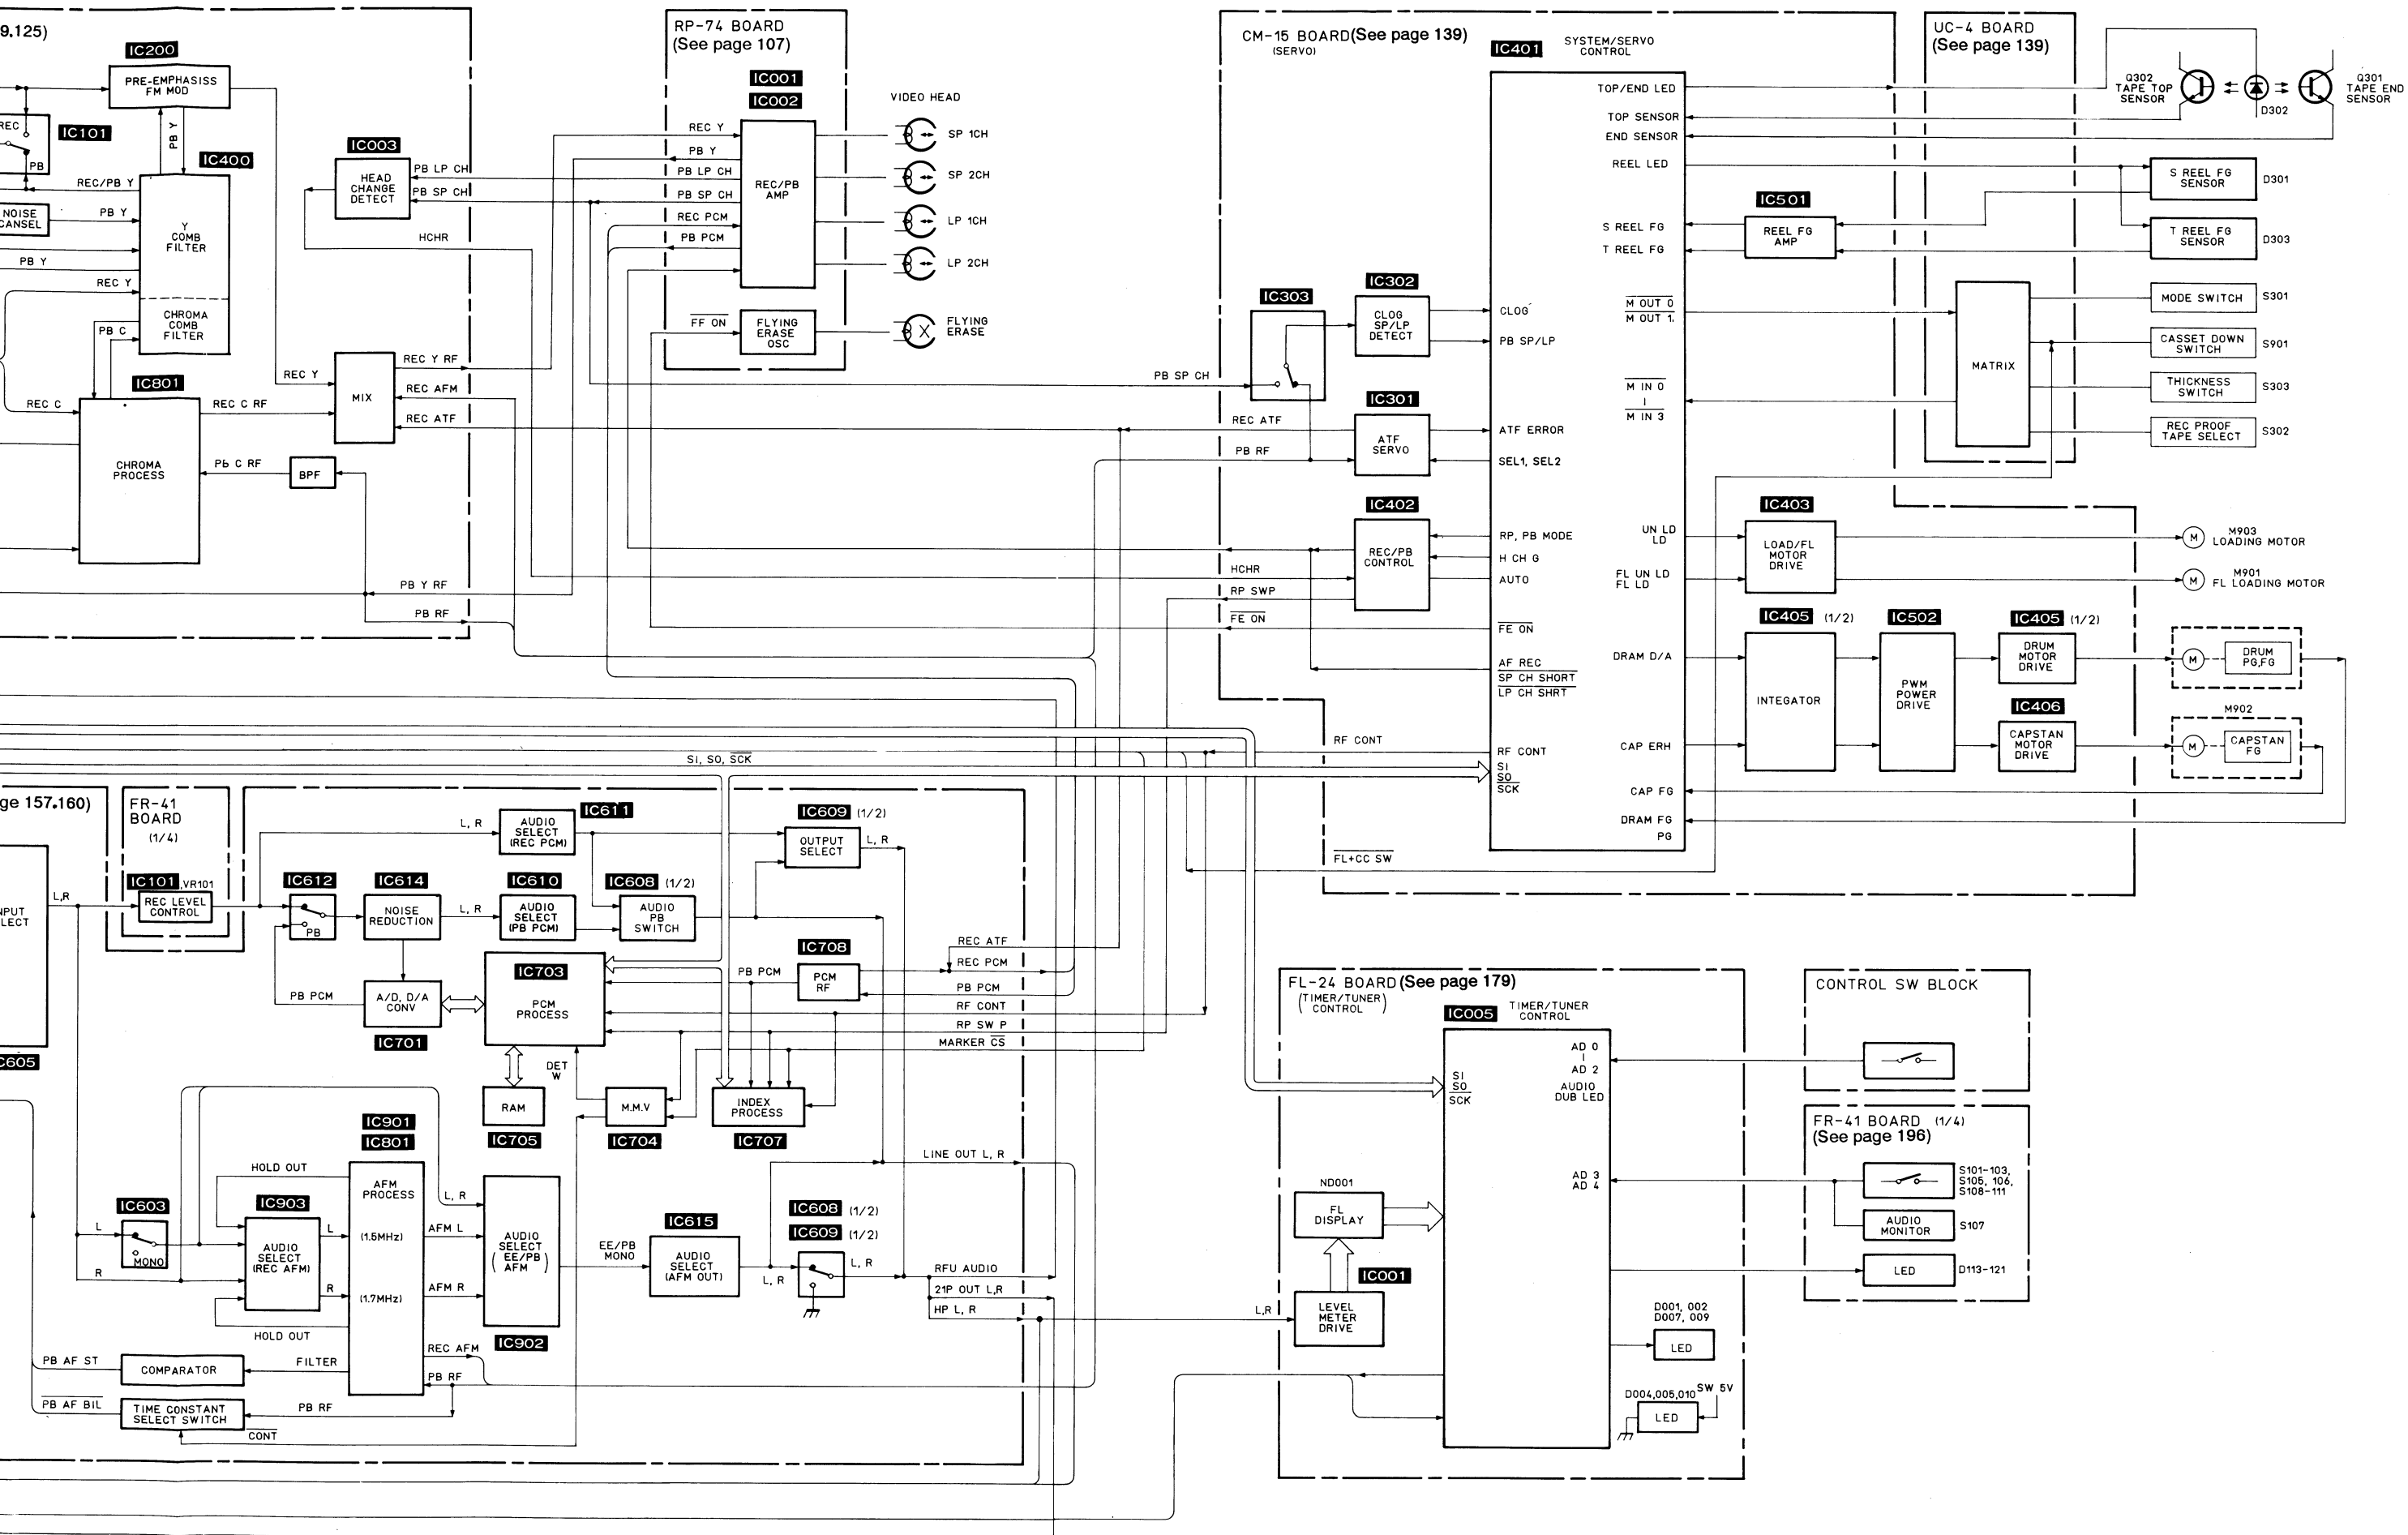 9.125)
IC200
PRE-EMPHASISS
FM MOD
REC
IC101
PB
PB Y
IC400
REC/PB Y
NOISE
CANSEL
PB Y
Y
COMB
FILTER
PB Y
REC Y
CHROMA
COMB
FILTER
PB C
IC801
REC C
CHROMA
PROCESS
REC C RF
Pb C RF
BPF
IC003
HEAD
CHANGE
DETECT
PB LP CH
PB SP CH
HCHR
REC Y
MIX
REC Y RF
REC AFM
REC ATF
PB Y RF
PB RF
RP-74 BOARD
(See page 107)
IC001
IC002
REC Y
PB Y
PB LP CH
PB SP CH
REC PCM
PB PCM
REC/PB
AMP
FF ON
FLYING
ERASE
OSC
VIDEO HEAD
SP 1CH
SP 2CH
LP 1CH
LP 2CH
FLYING
ERASE
CM-15 BOARD(See page 139)
(SERVO)
IC401
SYSTEM/SERVO
CONTROL
TOP/END LED
TOP SENSOR
END SENSOR
REEL LED
S REEL FG
T REEL FG
IC501
REEL FG
AMP
IC303
IC302
CLOG
SP/LP
DETECT
CLOG
PB SP/LP
M OUT 0
M OUT 1
PB SP CH
IC301
ATF
SERVO
REC ATF
PB RF
ATF ERROR
SEL1, SEL2
M IN 0
I
M IN 3
IC402
REC/PB
CONTROL
RP, PB MODE
H CH G
AUTO
HCHR
RP SWP
FE ON
FE ON
UN LD
LD
FL UN LD
FL LD
IC403
LOAD/FL
MOTOR
DRIVE
AF REC
SP CH SHORT
LP CH SHRT
DRAM D/A
IC405 (1/2)
INTEGATOR
IC502
PWM
POWER
DRIVE
IC405 (1/2)
DRUM
MOTOR
DRIVE
IC406
CAPSTAN
MOTOR
DRIVE
RF CONT
RF CONT
SI
SO
SCK
CAP ERH
CAP FG
DRAM FG
PG
FL+CC SW
UC-4 BOARD
(See page 139)
MATRIX
Q302
TAPE TOP
SENSOR
D302
Q301
TAPE END
SENSOR
S REEL FG
SENSOR
D301
T REEL FG
SENSOR
D303
MODE SWITCH
S301
CASSET DOWN
SWITCH
S901
THICKNESS
SWITCH
S303
REC PROOF
TAPE SELECT
S302
M
M903
LOADING MOTOR
M
M901
FL LOADING MOTOR
M
DRUM
PG,FG
M902
M
CAPSTAN
FG
SI, SO, SCK
ge 157.160)
FR-41
BOARD
(1/4)
NPUT
LECT
C605
L,R
IC101,VR101
REC LEVEL
CONTROL
L, R
IC611
AUDIO
SELECT
(REC PCM)
IC609 (1/2)
OUTPUT
SELECT
L, R
IC612
PB
IC614
NOISE
REDUCTION
L, R
IC610
AUDIO
SELECT
(PB PCM)
IC608 (1/2)
AUDIO
PB
SWITCH
PB PCM
A/D, D/A
CONV
IC701
IC703
PCM
PROCESS
PB PCM
IC708
PCM
RF
REC ATF
REC PCM
PB PCM
RF CONT
RP SW P
MARKER CS
RAM
IC705
DET
W
M.M.V
IC704
INDEX
PROCESS
IC707
IC901
IC801
AFM
PROCESS
(1.5MHz)
(1.7MHz)
HOLD OUT
IC603
L
MONO
R
IC903
AUDIO
SELECT
(REC AFM)
L
R
HOLD OUT
L, R
AFM L
AFM R
AUDIO
SELECT
( EE/PB )
AFM
IC902
EE/PB
MONO
IC615
AUDIO
SELECT
(AFM OUT)
L, R
IC608 (1/2)
IC609 (1/2)
L, R
LINE OUT L, R
RFU AUDIO
21P OUT L,R
HP L, R
PB AF ST
COMPARATOR
FILTER
REC AFM
PB RF
PB AF BIL
TIME CONSTANT
SELECT SWITCH
PB RF
CONT
FL-24 BOARD(See page 179)
(TIMER/TUNER)
CONTROL
IC005
TIMER/TUNER
CONTROL
SI
SO
SCK
AD 0
I
AD 2
AUDIO
DUB LED
AD 3
AD 4
ND001
FL
DISPLAY
IC001
L,R
LEVEL
METER
DRIVE
D001, 002
D007, 009
LED
D004,005,010
SW 5V
LED
CONTROL SW BLOCK
FR-41 BOARD (1/4)
(See page 196)
S101-103,
S105, 106,
S108-111
AUDIO
MONITOR
S107
LED
D113-121